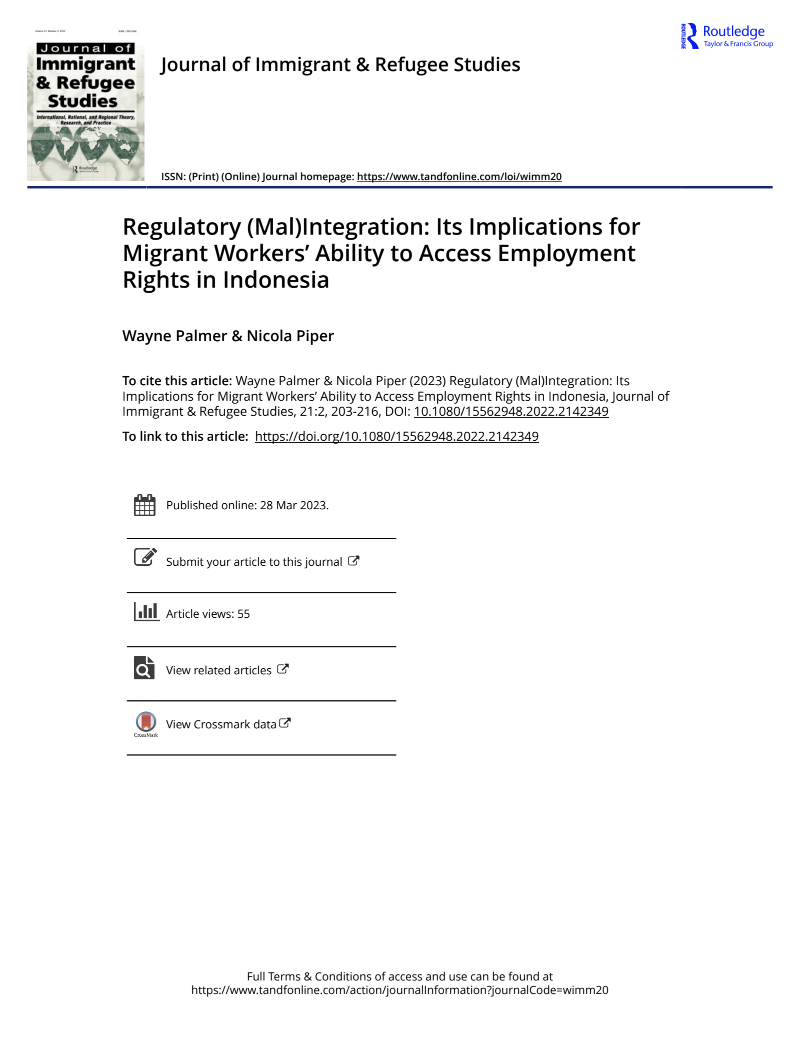 Journal of
Immigrant
& Refugee
Studies
International, National, and Regional Theory,
Research, and Practice
Routledge
Journal of Immigrant & Refugee Studies
ROUTLEDGE
Routledge
Taylor & Francis Group
ISSN: (Print) (Online) Journal homepage: https://www.tandfonline.com/loi/wimm20
Regulatory (Mal)Integration: Its Implications for
Migrant Workers’ Ability to Access Employment
Rights in Indonesia
Wayne Palmer & Nicola Piper
To cite this article: Wayne Palmer & Nicola Piper (2023) Regulatory (Mal)Integration: Its
Implications for Migrant Workers’ Ability to Access Employment Rights in Indonesia, Journal of
Immigrant & Refugee Studies, 21:2, 203-216, DOI: 10.1080/15562948.2022.2142349
To link to this article: https://doi.org/10.1080/15562948.2022.2142349
Published online: 28 Mar 2023.
Submit your article to this journal
Article views: 55
View related articles
View Crossmark data
CrossMark
Full Terms & Conditions of access and use can be found at
https://www.tandfonline.com/action/journalInformation?journalCode=wimm20